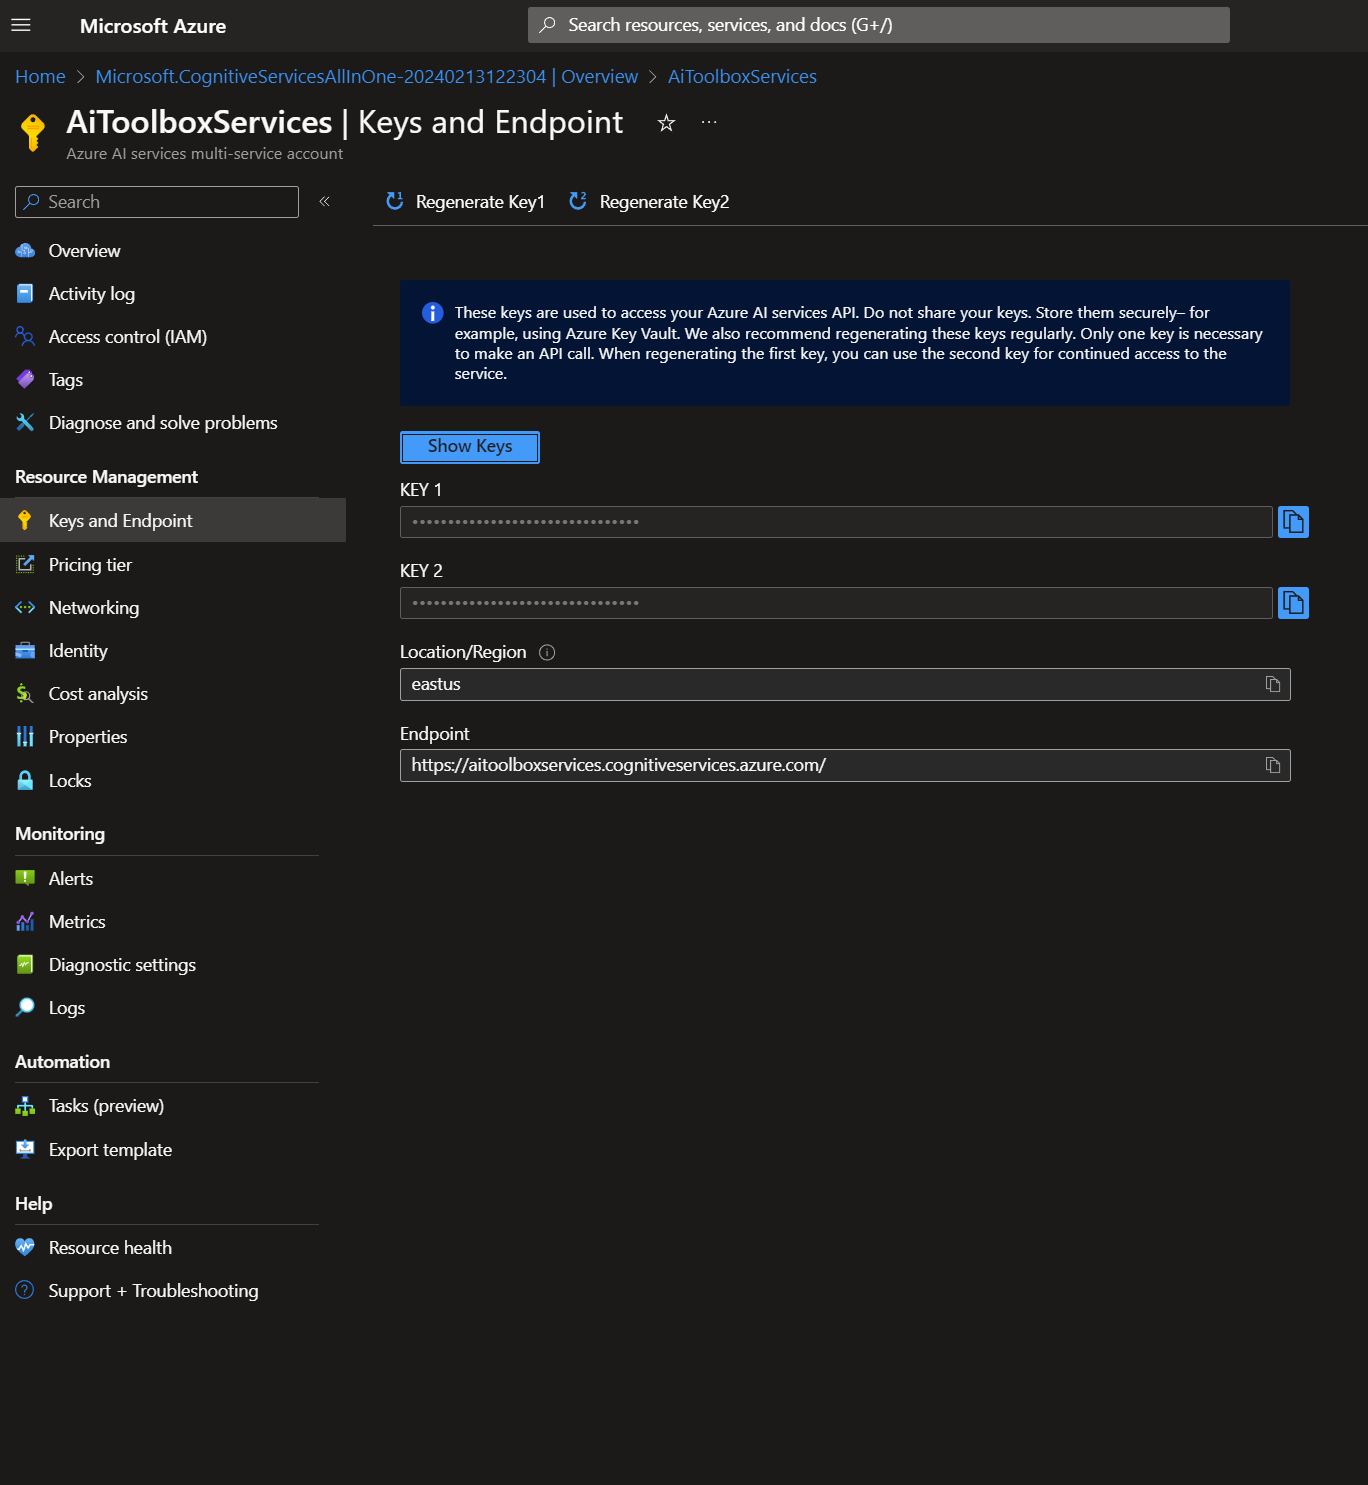 Microsoft Azure
Search resources, services, and docs (G+/)
Home > Microsoft.CognitiveServicesAllInOne-20240213122304 | Overview > AiToolboxServices
AiToolboxServices | Keys and Endpoint
Azure AI services multi-service account
Search
Regenerate Key1
Regenerate Key2
Overview
Activity log
Access control (IAM)
Tags
Diagnose and solve problems
Resource Management
Keys and Endpoint
Pricing tier
Networking
Identity
Cost analysis
Properties
Locks
Monitoring
Alerts
Metrics
Diagnostic settings
Logs
Automation
Tasks (preview)
Export template
Help
Resource health
Support + Troubleshooting
These keys are used to access your Azure AI services API. Do not share your keys. Store them securely– for
example, using Azure Key Vault. We also recommend regenerating these keys regularly. Only one key is necessary
to make an API call. When regenerating the first key, you can use the second key for continued access to the
service.
Show Keys
KEY 1
••••••••••••••••••••••••••••••••
KEY 2
••••••••••••••••••••••••••••••••
Location/Region
eastus
Endpoint
https://aitoolboxservices.cognitiveservices.azure.com/